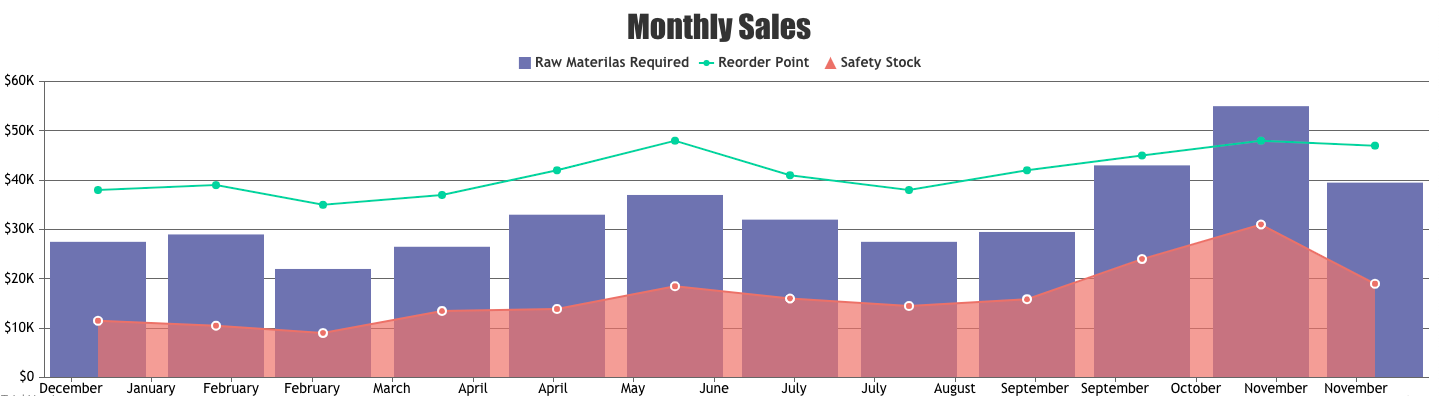 Monthly Sales
Raw Materilas Required Reorder Point Safety Stock
$60K
$50K
$40K
$30K
$20K
$10K
$0
December January February February March April April May June July July August September September October November November